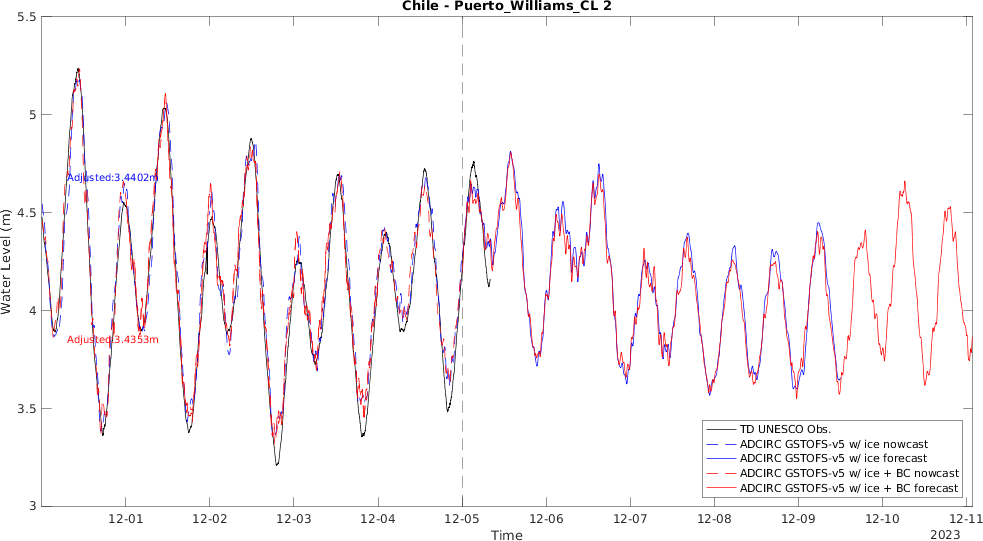 Chile - Puerto_Williams_CL 2
5.5
5
4.5
4
3.5
3
Water Level (m)
Adjusted:3.4402m
Adjusted:3.4353m
TD UNESCO Obs.
ADCIRC GSTOFS-v5 w/ ice nowcast
ADCIRC GSTOFS-v5 w/ ice forecast
ADCIRC GSTOFS-v5 w/ ice + BC nowcast
ADCIRC GSTOFS-v5 w/ ice + BC forecast
12-01 12-02 12-03 12-04 12-05 12-06 12-07 12-08 12-09 12-10 12-11
Time
2023